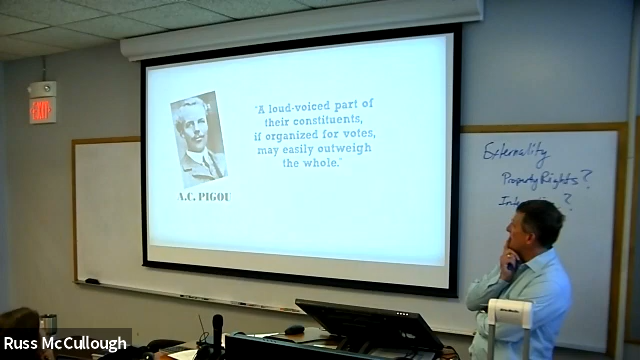 "A loud-voiced part of
their constituents,
if organized for votes,
may easily outweigh
the whole."
A.C. PIGOU
EXIT
Externality
Property Rights?
?
Russ McCullough